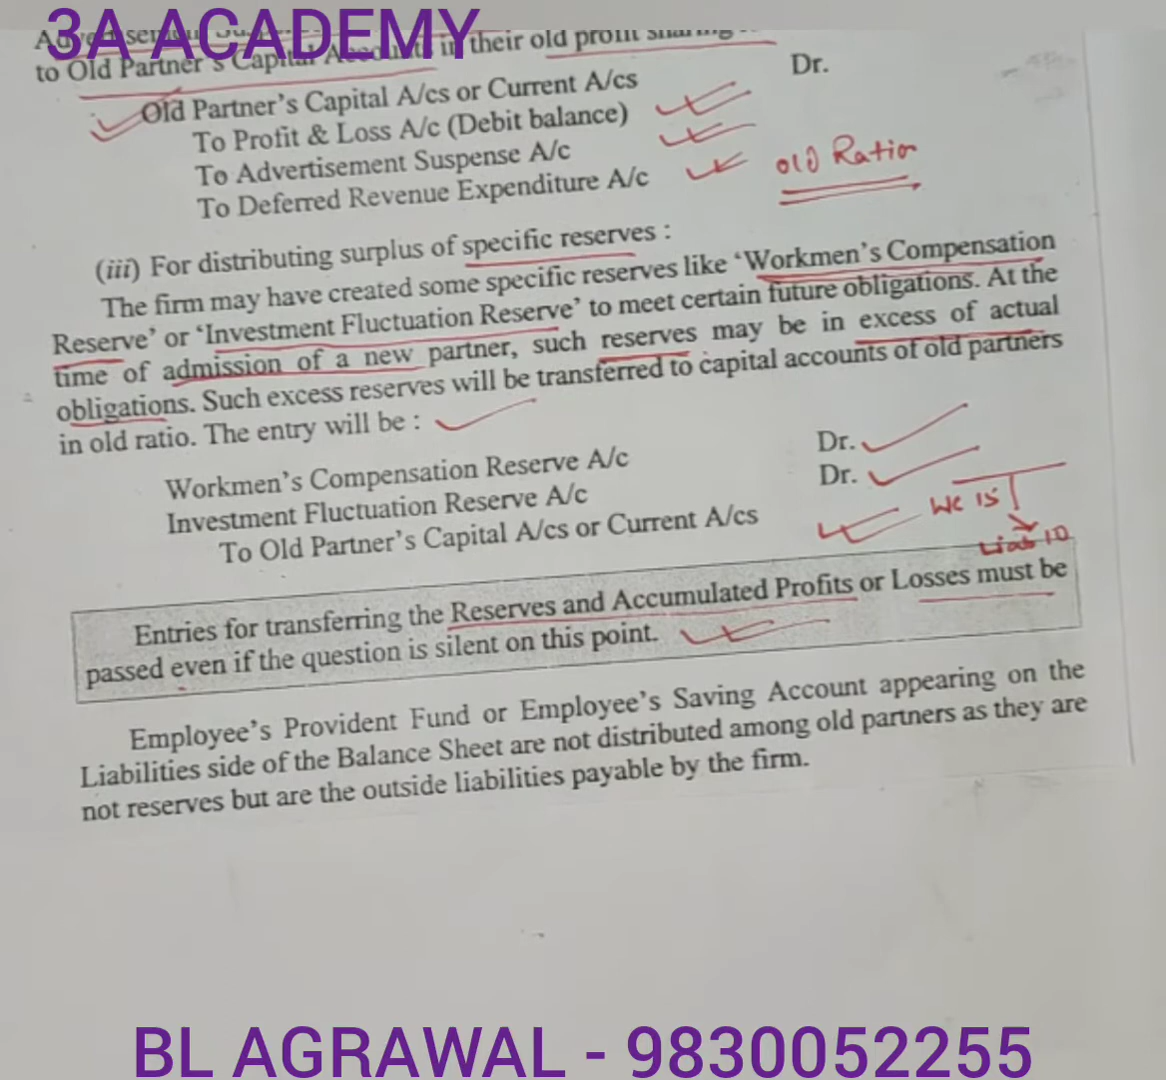 3A ACADEMY
to Old Partner's Capital Accounts in their old profit sharing
Old Partner's Capital A/cs or Current A/cs Dr.
To Profit & Loss A/c (Debit balance)
To Advertisement Suspense A/c
To Deferred Revenue Expenditure A/c
old Ratio
(iii) For distributing surplus of specific reserves :
The firm may have created some specific reserves like ‘Workmen's Compensation
Reserve’ or ‘Investment Fluctuation Reserve’ to meet certain future obligations. At the
time of admission of a new partner, such reserves may be in excess of actual
obligations. Such excess reserves will be transferred to capital accounts of old partners
in old ratio. The entry will be :
Workmen's Compensation Reserve A/c Dr.
Investment Fluctuation Reserve A/c Dr.
To Old Partner's Capital A/cs or Current A/cs
WC 15
10
Entries for transferring the Reserves and Accumulated Profits or Losses must be
passed even if the question is silent on this point.
Employee's Provident Fund or Employee's Saving Account appearing on the
Liabilities side of the Balance Sheet are not distributed among old partners as they are
not reserves but are the outside liabilities payable by the firm.
BL AGRAWAL - 9830052255